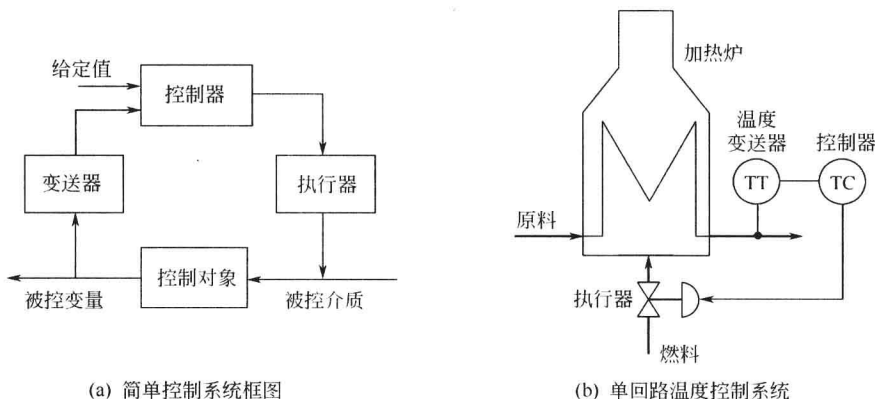 给定值
控制器
变送器
执行器
控制对象
被控变量
被控介质
(a) 简单控制系统框图
加热炉
温度
变送器
控制器
TT
TC
原料
执行器
燃料
(b) 单回路温度控制系统